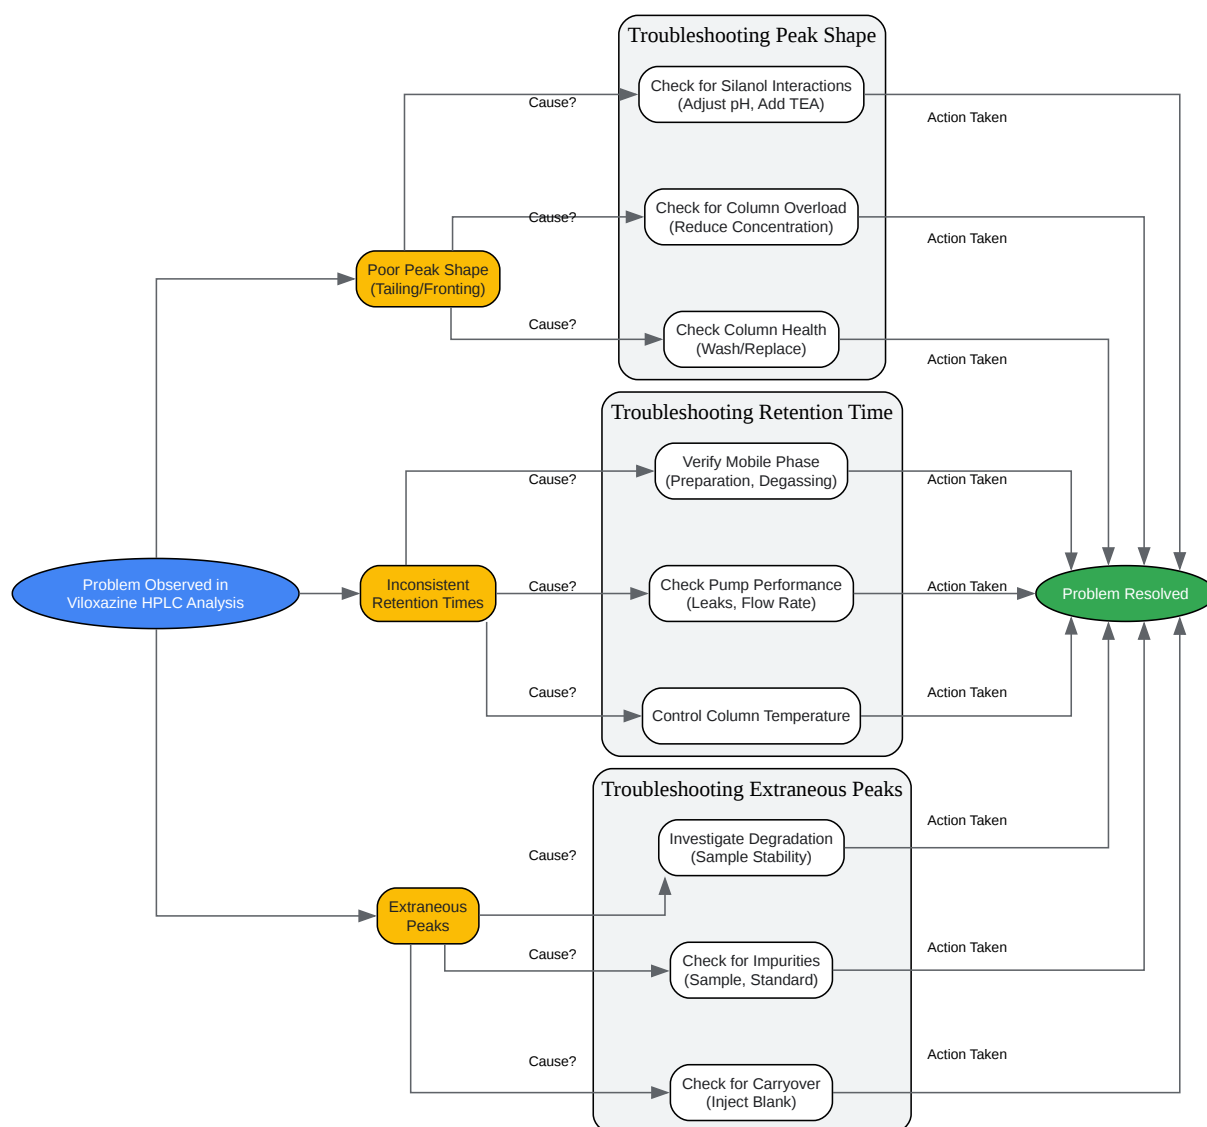 Troubleshooting Peak Shape
Check for Silanol Interactions
(Adjust pH, Add TEA)
Cause?
Action Taken
Check for Column Overload
(Reduce Concentration)
Cause?
Action Taken
Poor Peak Shape
(Tailing/Fronting)
Cause?
Check Column Health
(Wash/Replace)
Action Taken
Troubleshooting Retention Time
Verify Mobile Phase
(Preparation, Degassing)
Cause?
Action Taken
Problem Observed in
Viloxazine HPLC Analysis
Inconsistent
Retention Times
Cause?
Check Pump Performance
(Leaks, Flow Rate)
Action Taken
Problem Resolved
Cause?
Control Column Temperature
Action Taken
Troubleshooting Extraneous Peaks
Investigate Degradation
(Sample Stability)
Cause?
Action Taken
Extraneous
Peaks
Cause?
Check for Impurities
(Sample, Standard)
Action Taken
Cause?
Check for Carryover
(Inject Blank)
Action Taken